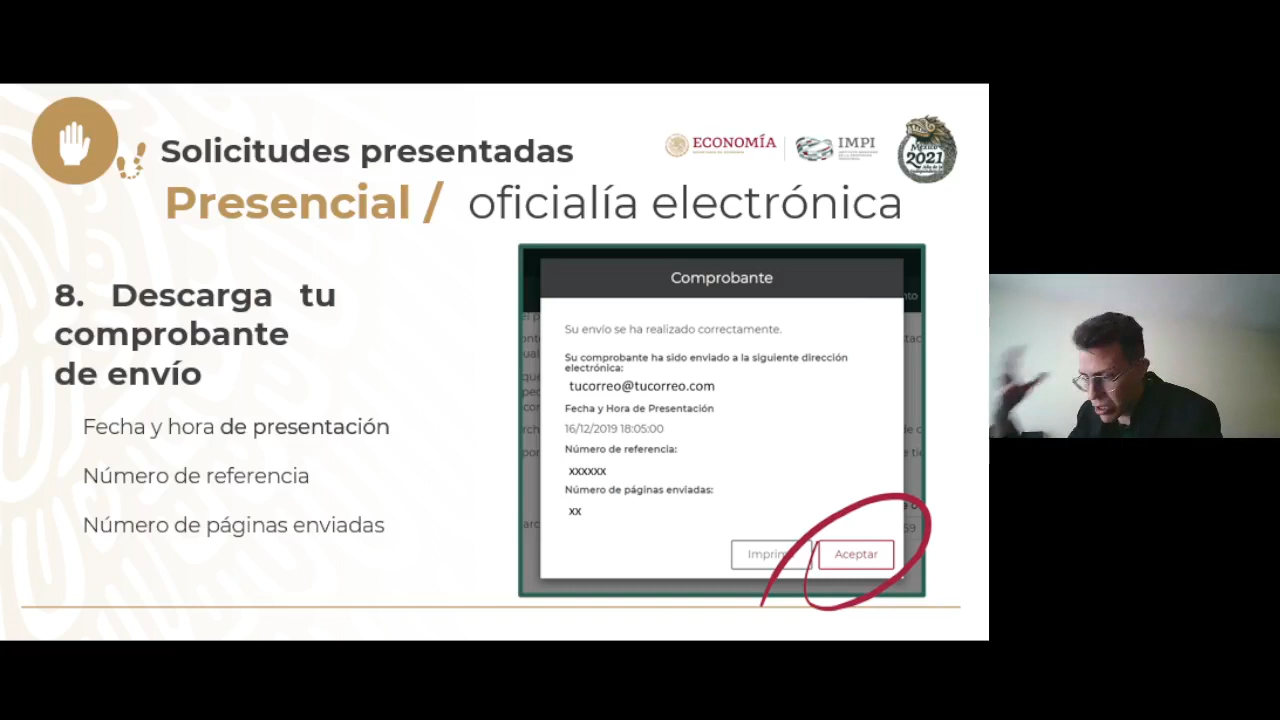 Solicitudes presentadas
Presencial / oficialía electrónica
ECONOMÍA
IMPI
México
2021
8. Descarga tu
comprobante
de envío
Fecha y hora de presentación
Número de referencia
Número de páginas enviadas
Comprobante
Su envío se ha realizado correctamente.
Su comprobante ha sido enviado a la siguiente dirección
electrónica:
tucorreo@tucorreo.com
Fecha y Hora de Presentación
16/12/2019 18:05:00
Número de referencia:
xxxxxx
Número de páginas enviadas:
xx
Aceptar